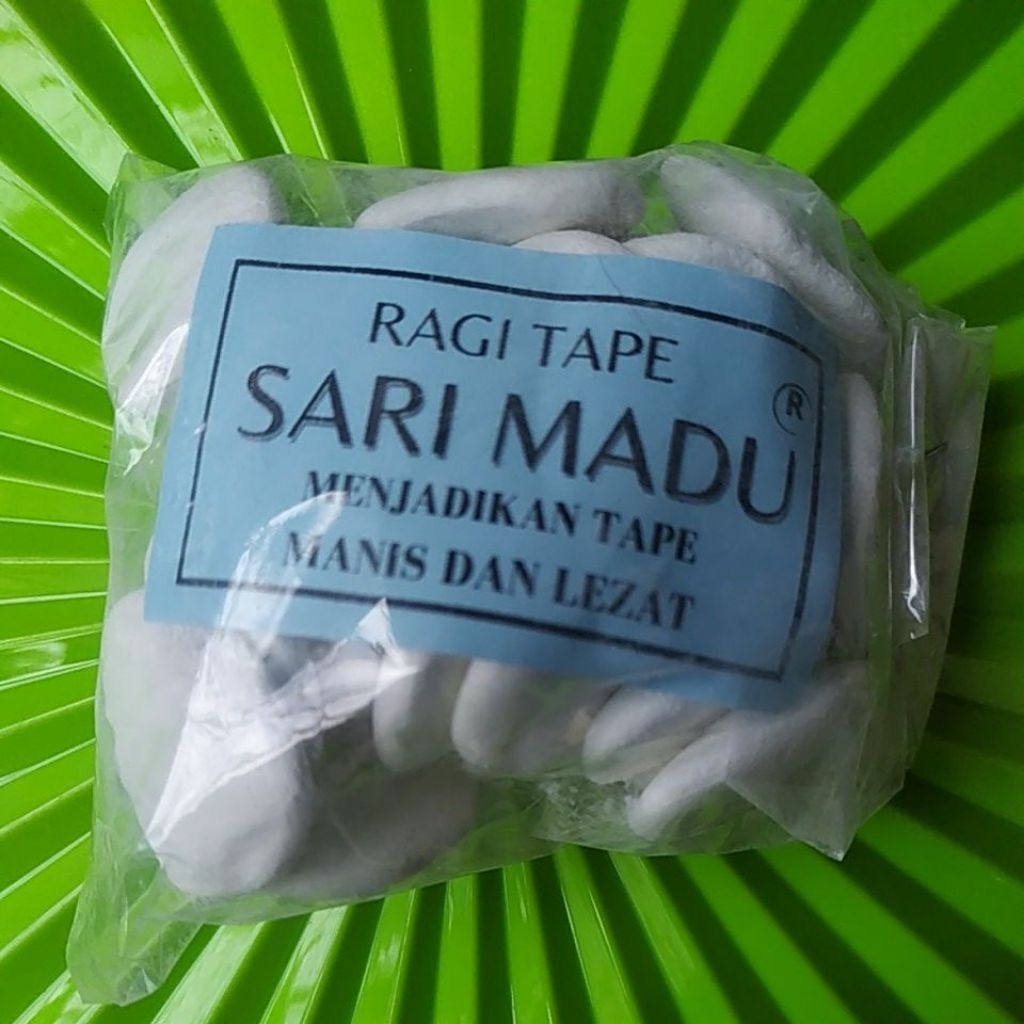 RAGI TAPE
SARI MADU ®
MENJADIKAN TAPE
MANIS DAN LEZAT